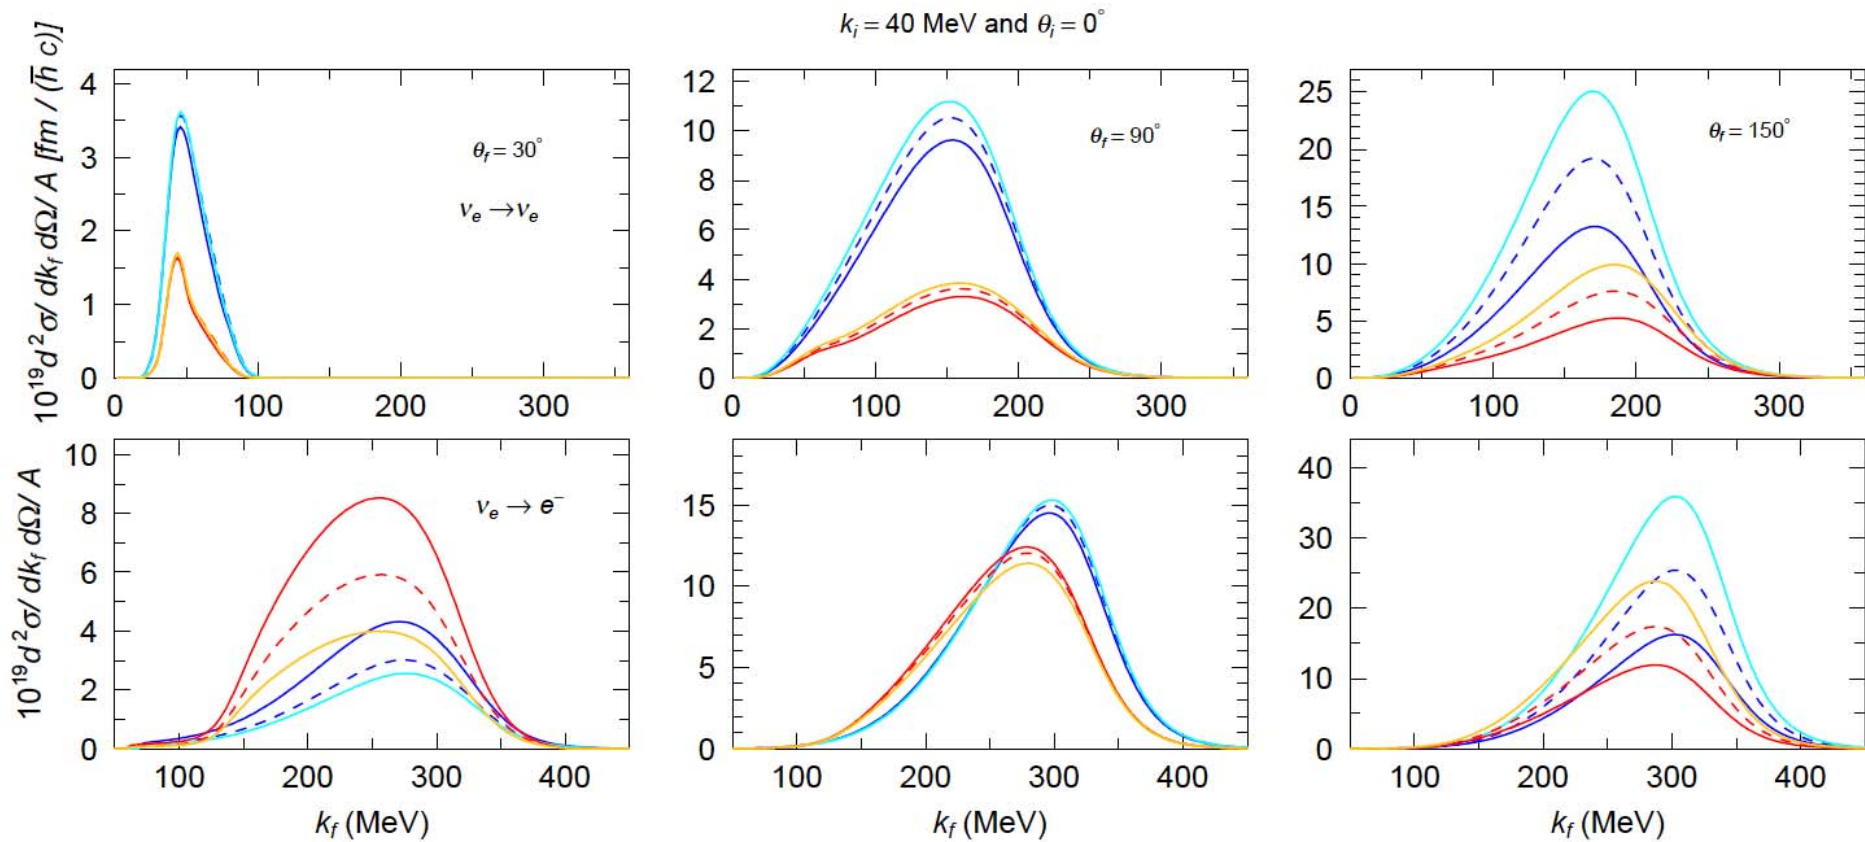 k_i = 40 MeV and θ_i = 0°
10^19 d^2 σ/ dk_f dΩ/ A [fm / (ħ c)]
4
3
2
1
0
θ_f = 30°
ν_e → ν_e
0 100 200 300
12
10
8
6
4
2
0
θ_f = 90°
0 100 200 300
25
20
15
10
5
0
θ_f = 150°
0 100 200 300
10^19 d^2 σ/ dk_f dΩ/ A
10
8
6
4
2
0
ν_e → e^−
100 200 300 400
k_f (MeV)
15
10
5
0
100 200 300 400
k_f (MeV)
40
30
20
10
0
100 200 300 400
k_f (MeV)